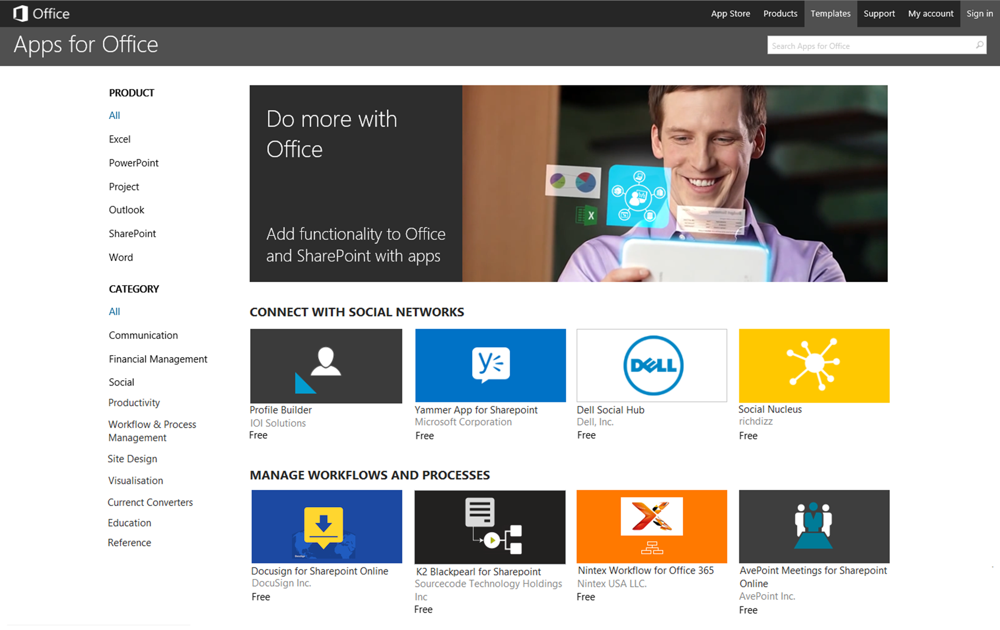 Office
App Store Products Templates Support My account Sign in
Apps for Office
Search Apps for Office
PRODUCT
All
Excel
PowerPoint
Project
Outlook
SharePoint
Word
CATEGORY
All
Communication
Financial Management
Social
Productivity
Workflow & Process
Management
Site Design
Visualisation
Currenct Converters
Education
Reference
Do more with
Office
Add functionality to Office
and SharePoint with apps
X
Budget Summary
CONNECT WITH SOCIAL NETWORKS
y
DELL
Profile Builder
IOI Solutions
Free
Yammer App for Sharepoint
Microsoft Corporation
Free
Dell Social Hub
Dell, Inc.
Free
Social Nucleus
richdizz
Free
MANAGE WORKFLOWS AND PROCESSES
DocuSign
Docusign for Sharepoint Online
DocuSign Inc.
Free
K2 Blackpearl for Sharepoint
Sourcecode Technology Holdings
Inc
Free
Nintex Workflow for Office 365
Nintex USA LLC.
Free
AvePoint Meetings for Sharepoint
Online
AvePoint Inc.
Free